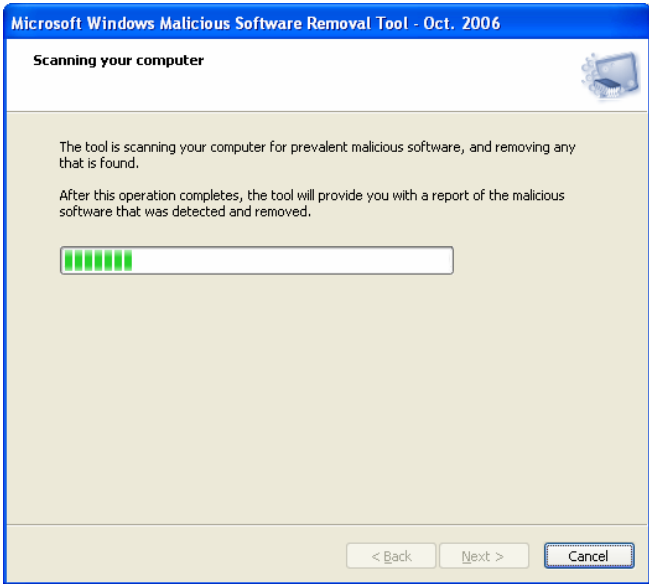 Microsoft Windows Malicious Software Removal Tool - Oct. 2006
Scanning your computer
The tool is scanning your computer for prevalent malicious software, and removing any
that is found.
After this operation completes, the tool will provide you with a report of the malicious
software that was detected and removed.
< Back Next > Cancel